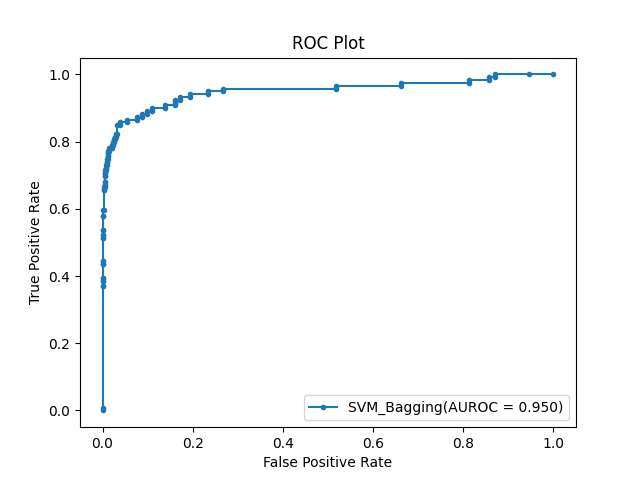 ROC Plot
1.0
0.8
0.6
0.4
0.2
0.0
True Positive Rate
SVM_Bagging(AUROC = 0.950)
0.0 0.2 0.4 0.6 0.8 1.0
False Positive Rate